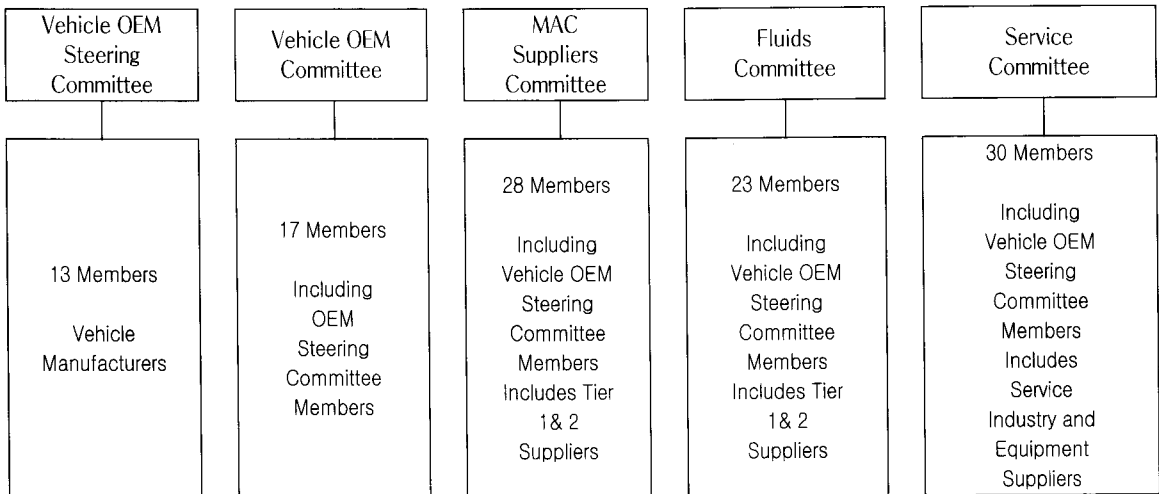 Vehicle OEM
Steering
Committee
Vehicle OEM
Committee
MAC
Suppliers
Committee
Fluids
Committee
Service
Committee
13 Members
Vehicle
Manufacturers
17 Members
Including
OEM
Steering
Committee
Members
28 Members
Including
Vehicle OEM
Steering
Committee
Members
Includes Tier
1& 2
Suppliers
23 Members
Including
Vehicle OEM
Steering
Committee
Members
Includes Tier
1& 2
Suppliers
30 Members
Including
Vehicle OEM
Steering
Committee
Members
Includes
Service
Industry and
Equipment
Suppliers